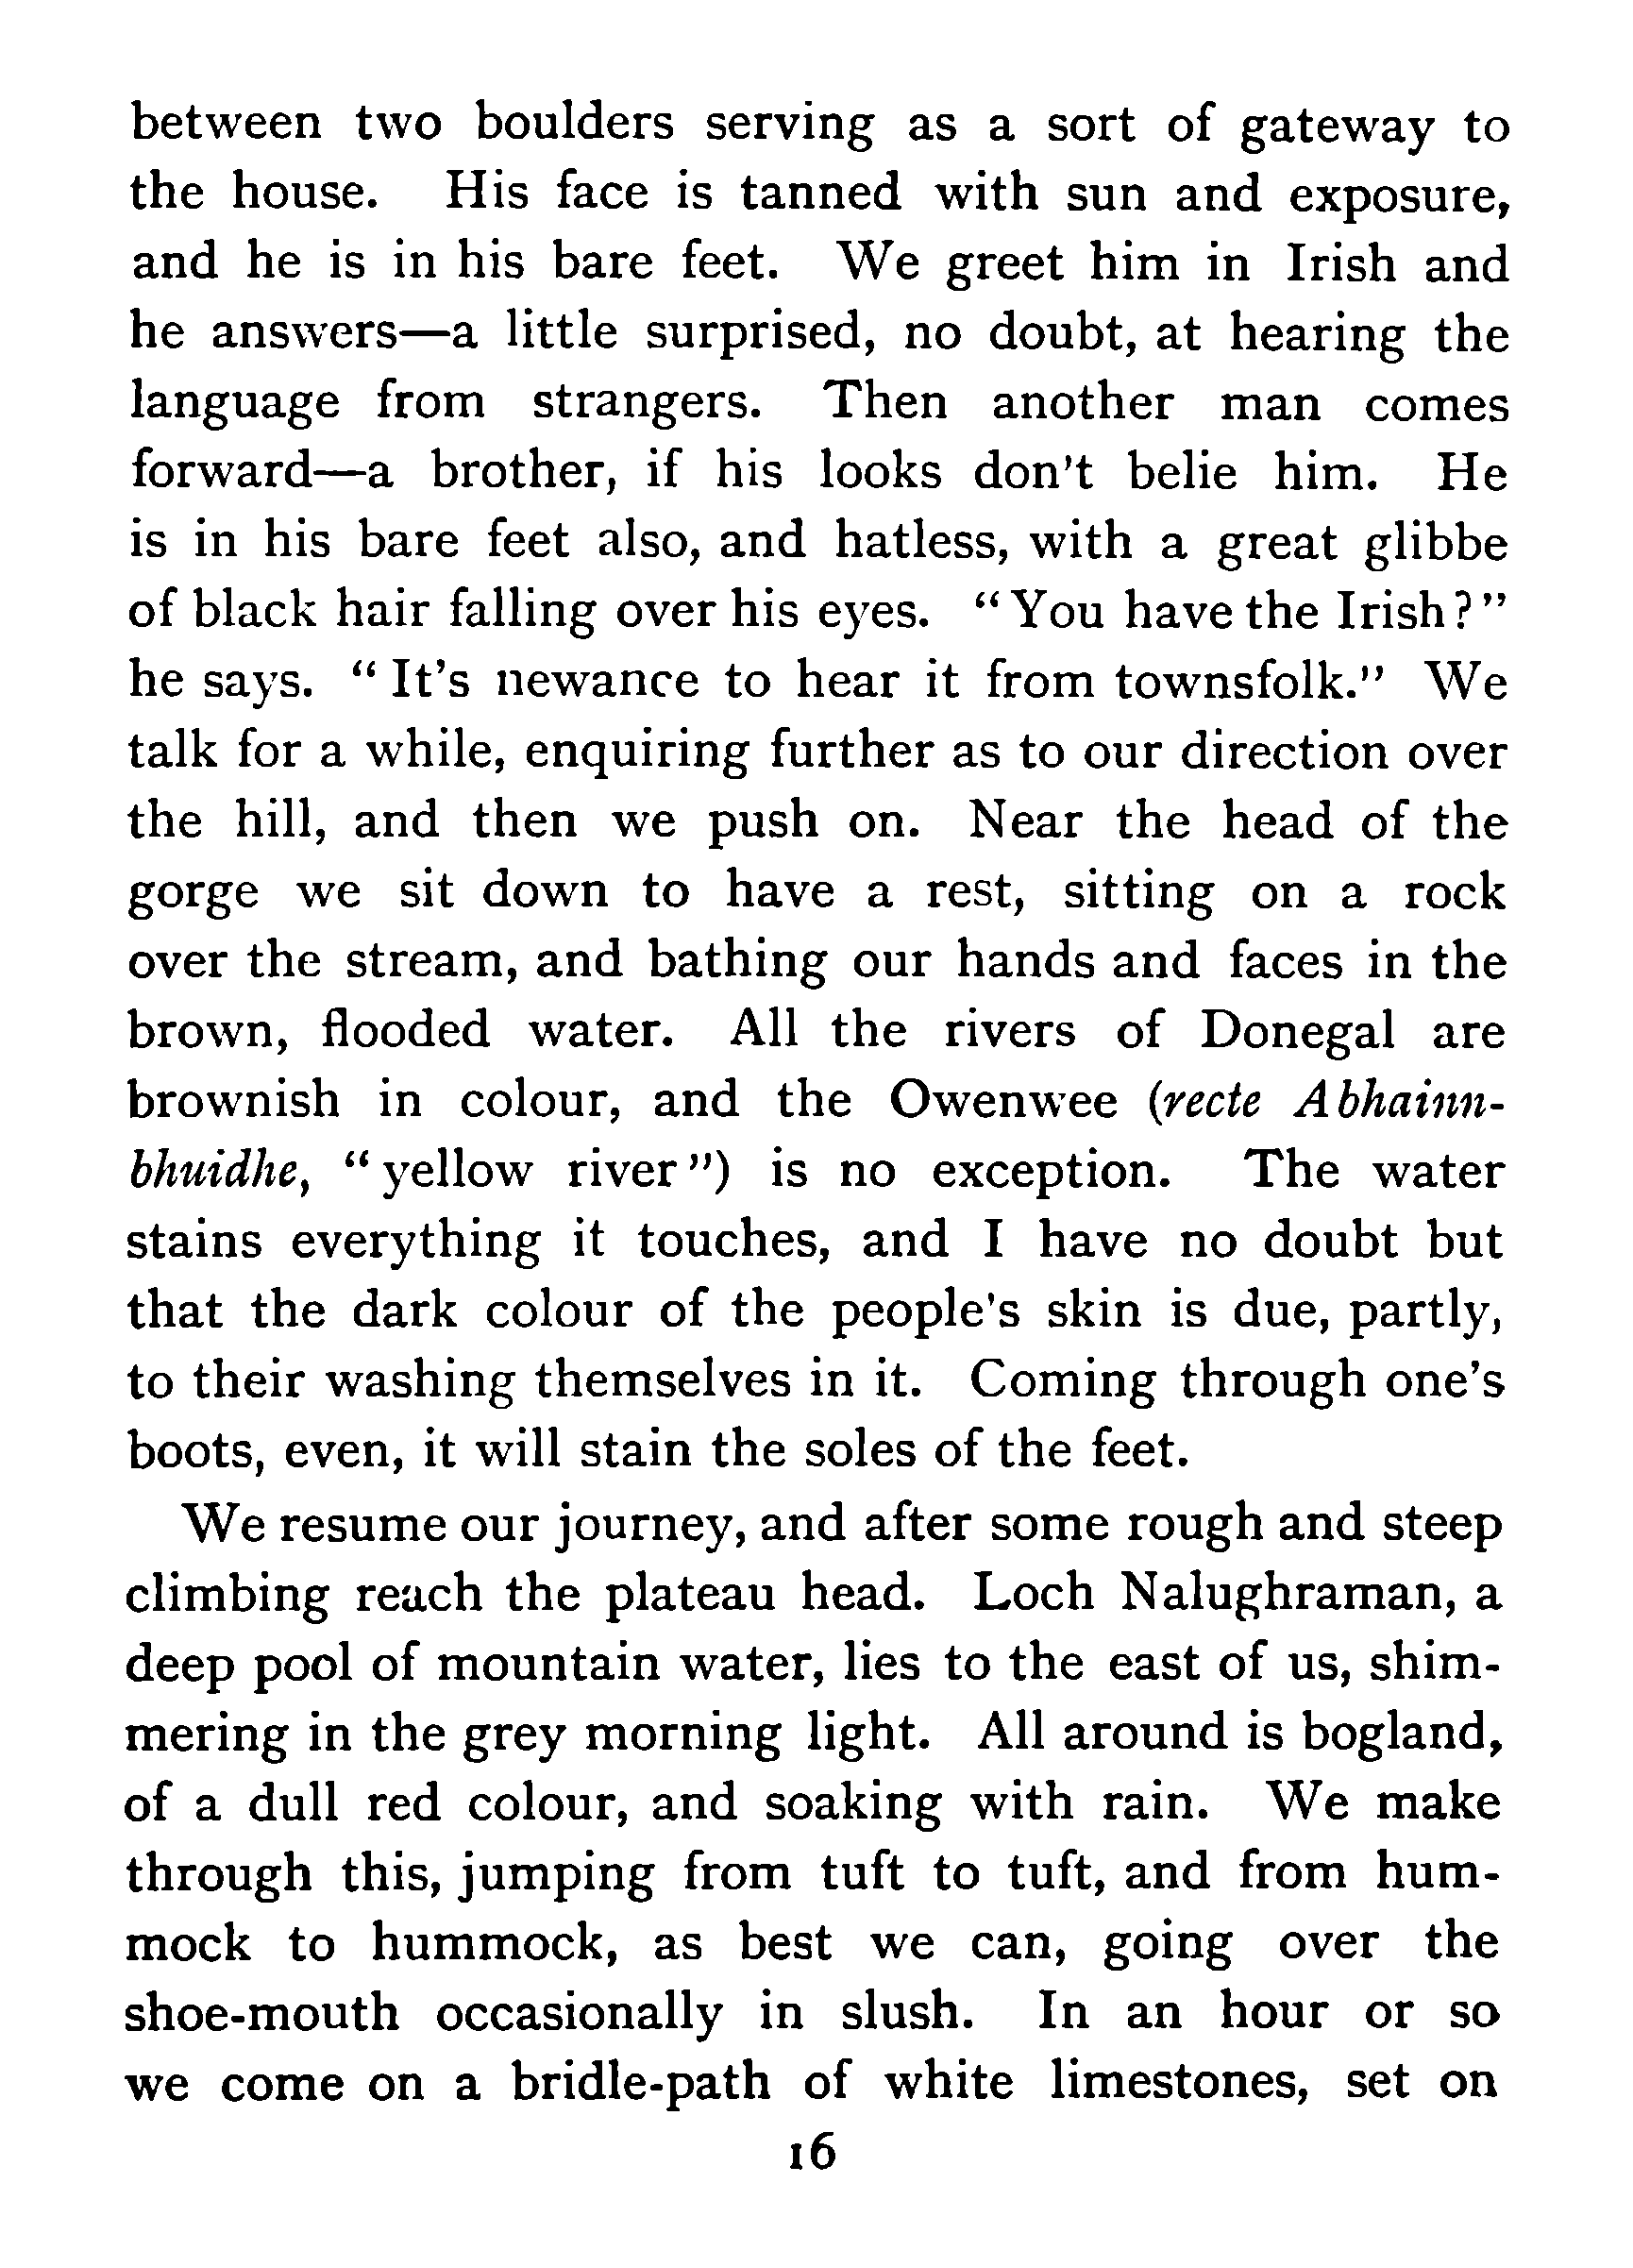 between two boulders serving as a sort of gateway to
the house. His face is tanned with sun and exposure,
and he is in his bare feet. We greet him in Irish and
he answers—a little surprised, no doubt, at hearing the
language from strangers. Then another man comes
forward—a brother, if his looks don't belie him. He
is in his bare feet also, and hatless, with a great glibbe
of black hair falling over his eyes. "You have the Irish?"
he says. "It's newance to hear it from townsfolk." We
talk for a while, enquiring further as to our direction over
the hill, and then we push on. Near the head of the
gorge we sit down to have a rest, sitting on a rock
over the stream, and bathing our hands and faces in the
brown, flooded water. All the rivers of Donegal are
brownish in colour, and the Owenwee (recte Abhainn-
bhuidhe, "yellow river") is no exception. The water
stains everything it touches, and I have no doubt but
that the dark colour of the people's skin is due, partly,
to their washing themselves in it. Coming through one's
boots, even, it will stain the soles of the feet.
We resume our journey, and after some rough and steep
climbing reach the plateau head. Loch Nalughraman, a
deep pool of mountain water, lies to the east of us, shim-
mering in the grey morning light. All around is bogland,
of a dull red colour, and soaking with rain. We make
through this, jumping from tuft to tuft, and from hum-
mock to hummock, as best we can, going over the
shoe-mouth occasionally in slush. In an hour or so
we come on a bridle-path of white limestones, set on
16